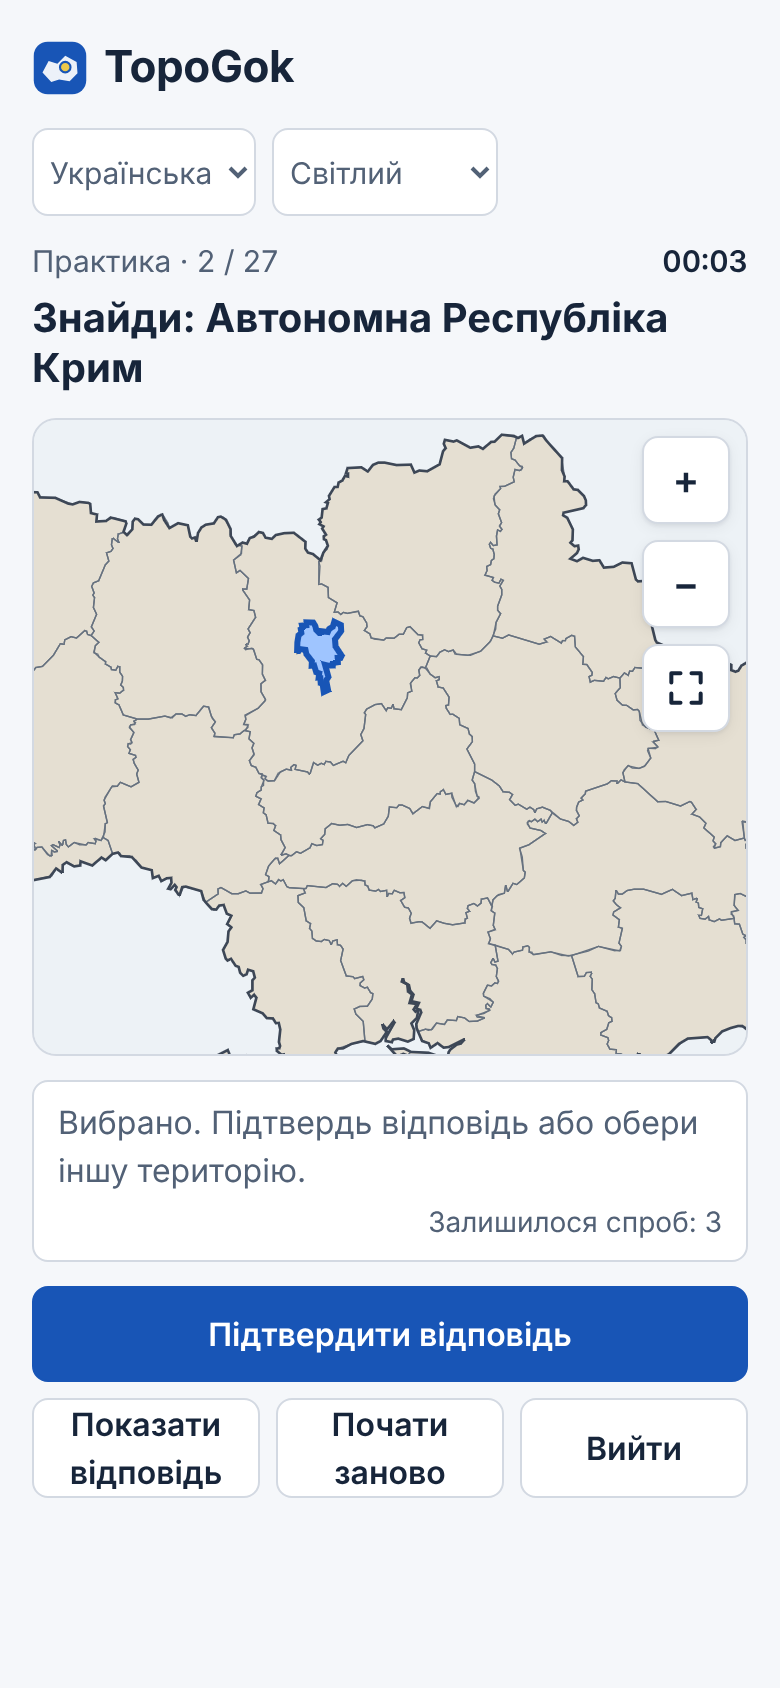 TopoGok
Українська
Світлий
Практика · 2 / 27
00:03
Знайди: Автономна Республіка
Крим
+
−
Вибрано. Підтвердь відповідь або обери
іншу територію.
Залишилося спроб: 3
Підтвердити відповідь
Показати
відповідь
Почати
заново
Вийти